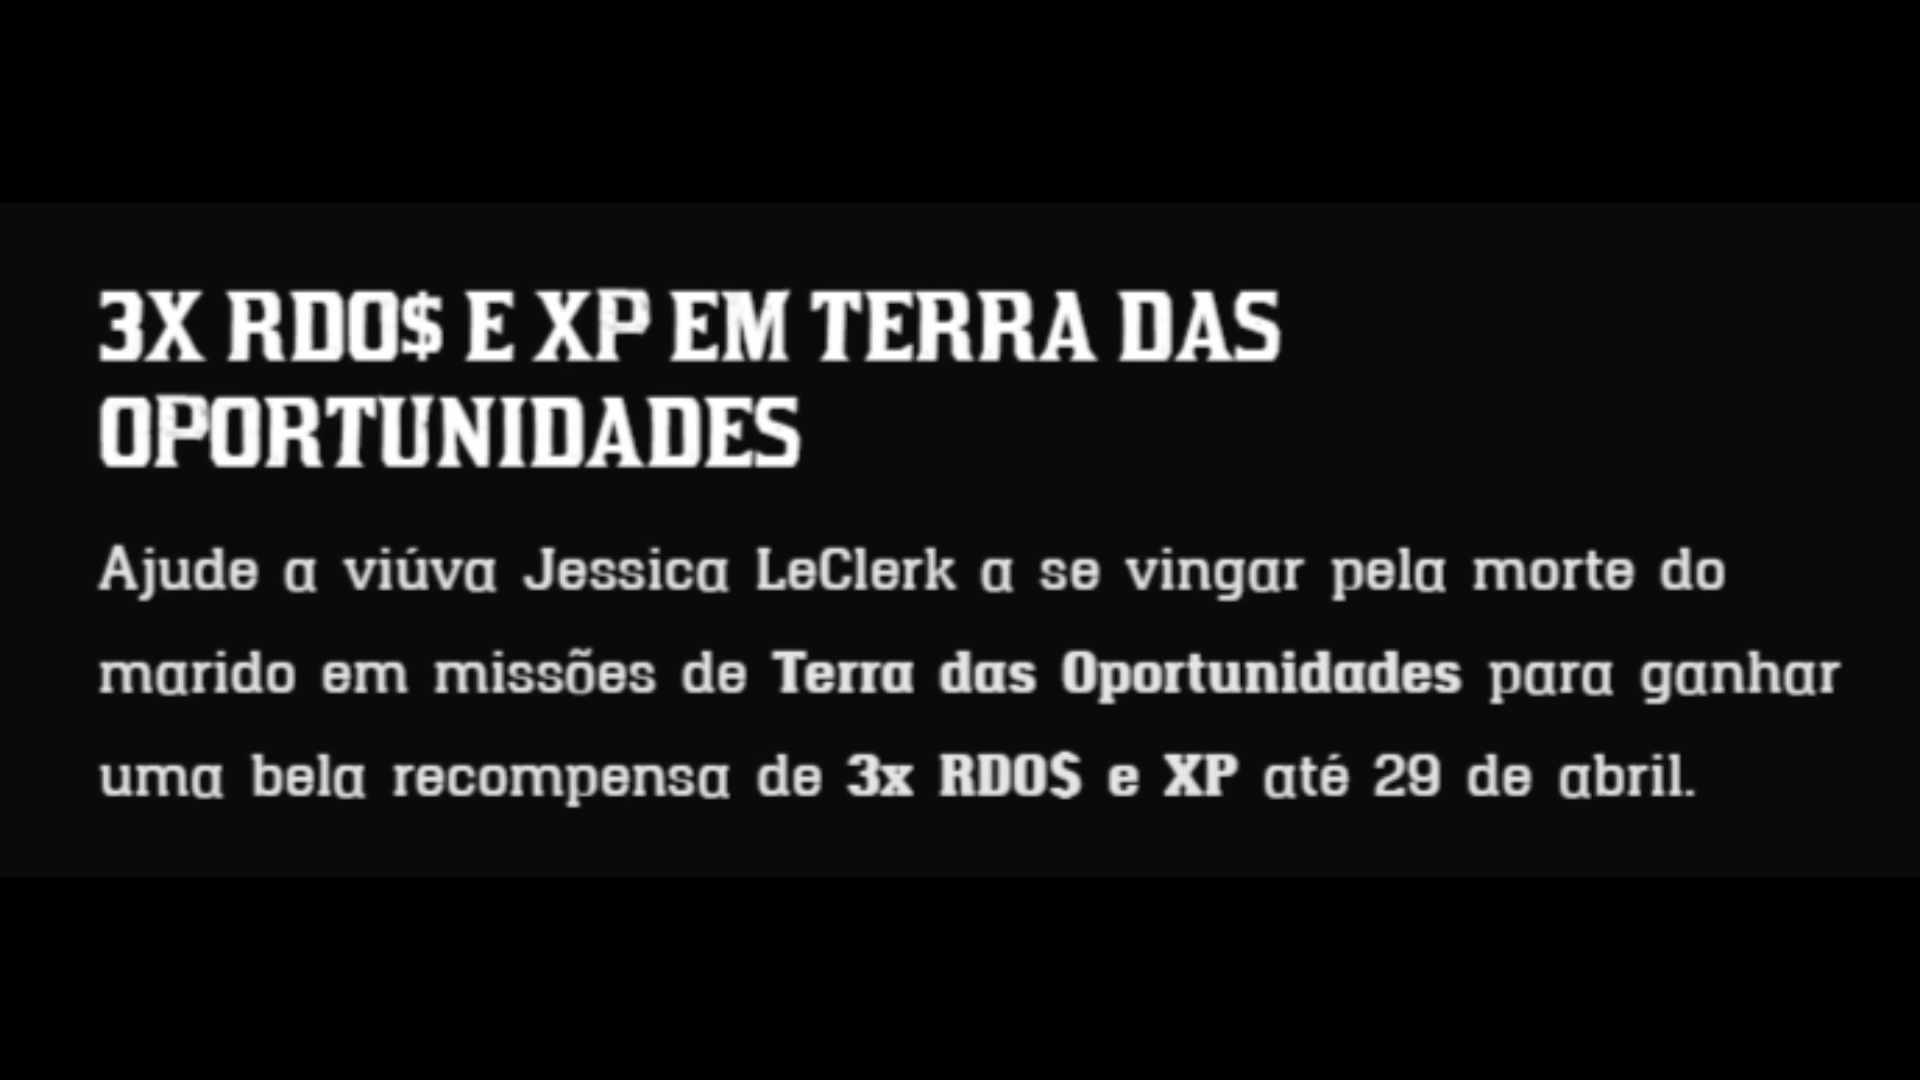 3X RDO$ E XP EM TERRA DAS
OPORTUNIDADES
Ajude a viúva Jessica LeClerk a se vingar pela morte do
marido em missões de Terra das Oportunidades para ganhar
uma bela recompensa de 3x RDO$ e XP até 29 de abril.